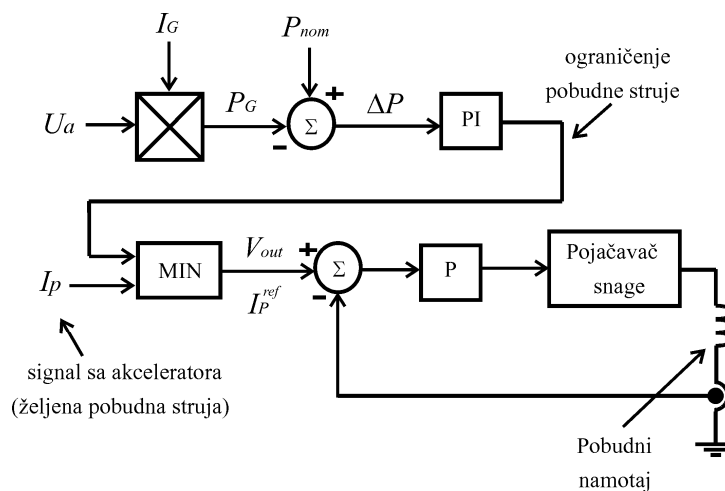 I_G
P_nom
ograničenje
pobudne struje
U_a
P_G
+
Σ
-
ΔP
PI
I_p
MIN
V_out
I_P^ref
+
Σ
-
P
Pojačavač
snage
signal sa akceleratora
(željena pobudna struja)
Pobudni
namotaj